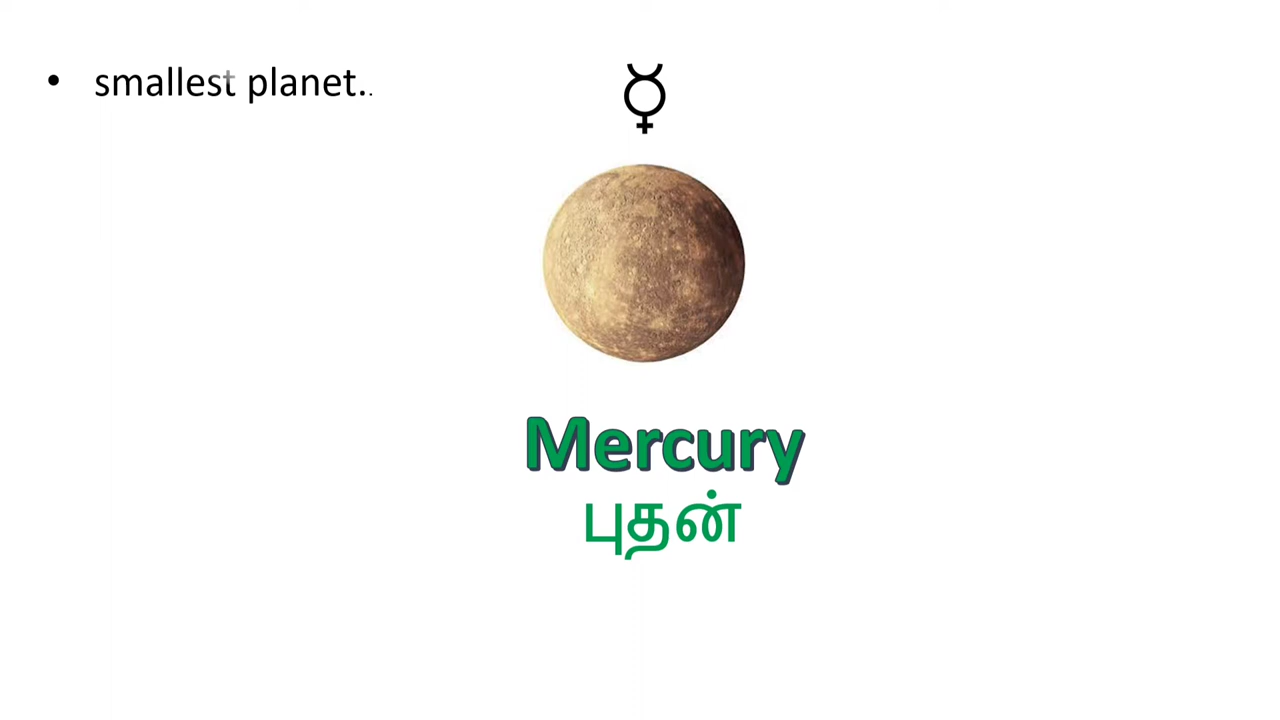 • smallest planet..
☿
Mercury
புதன்